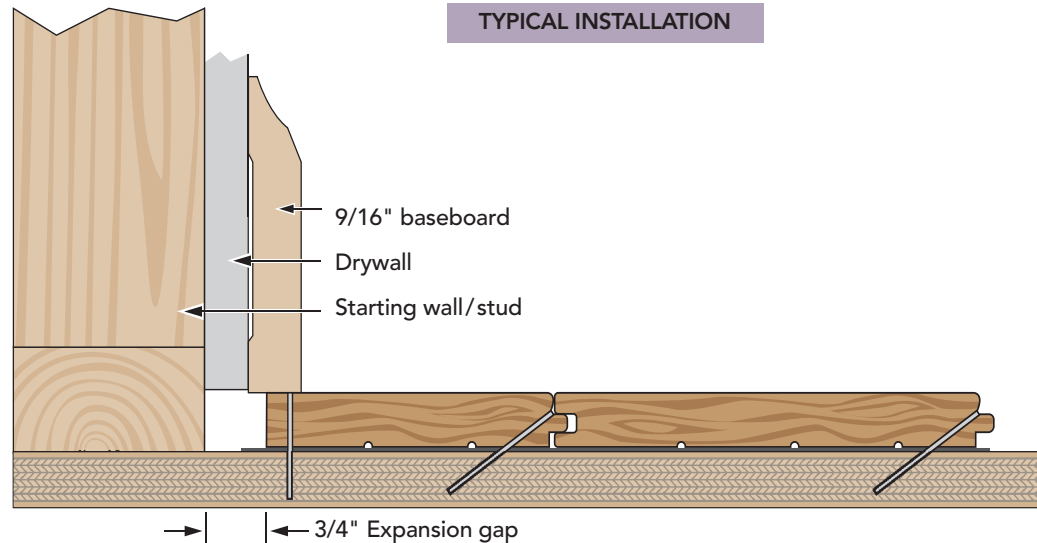 TYPICAL INSTALLATION
9/16" baseboard
Drywall
Starting wall/stud
3/4" Expansion gap